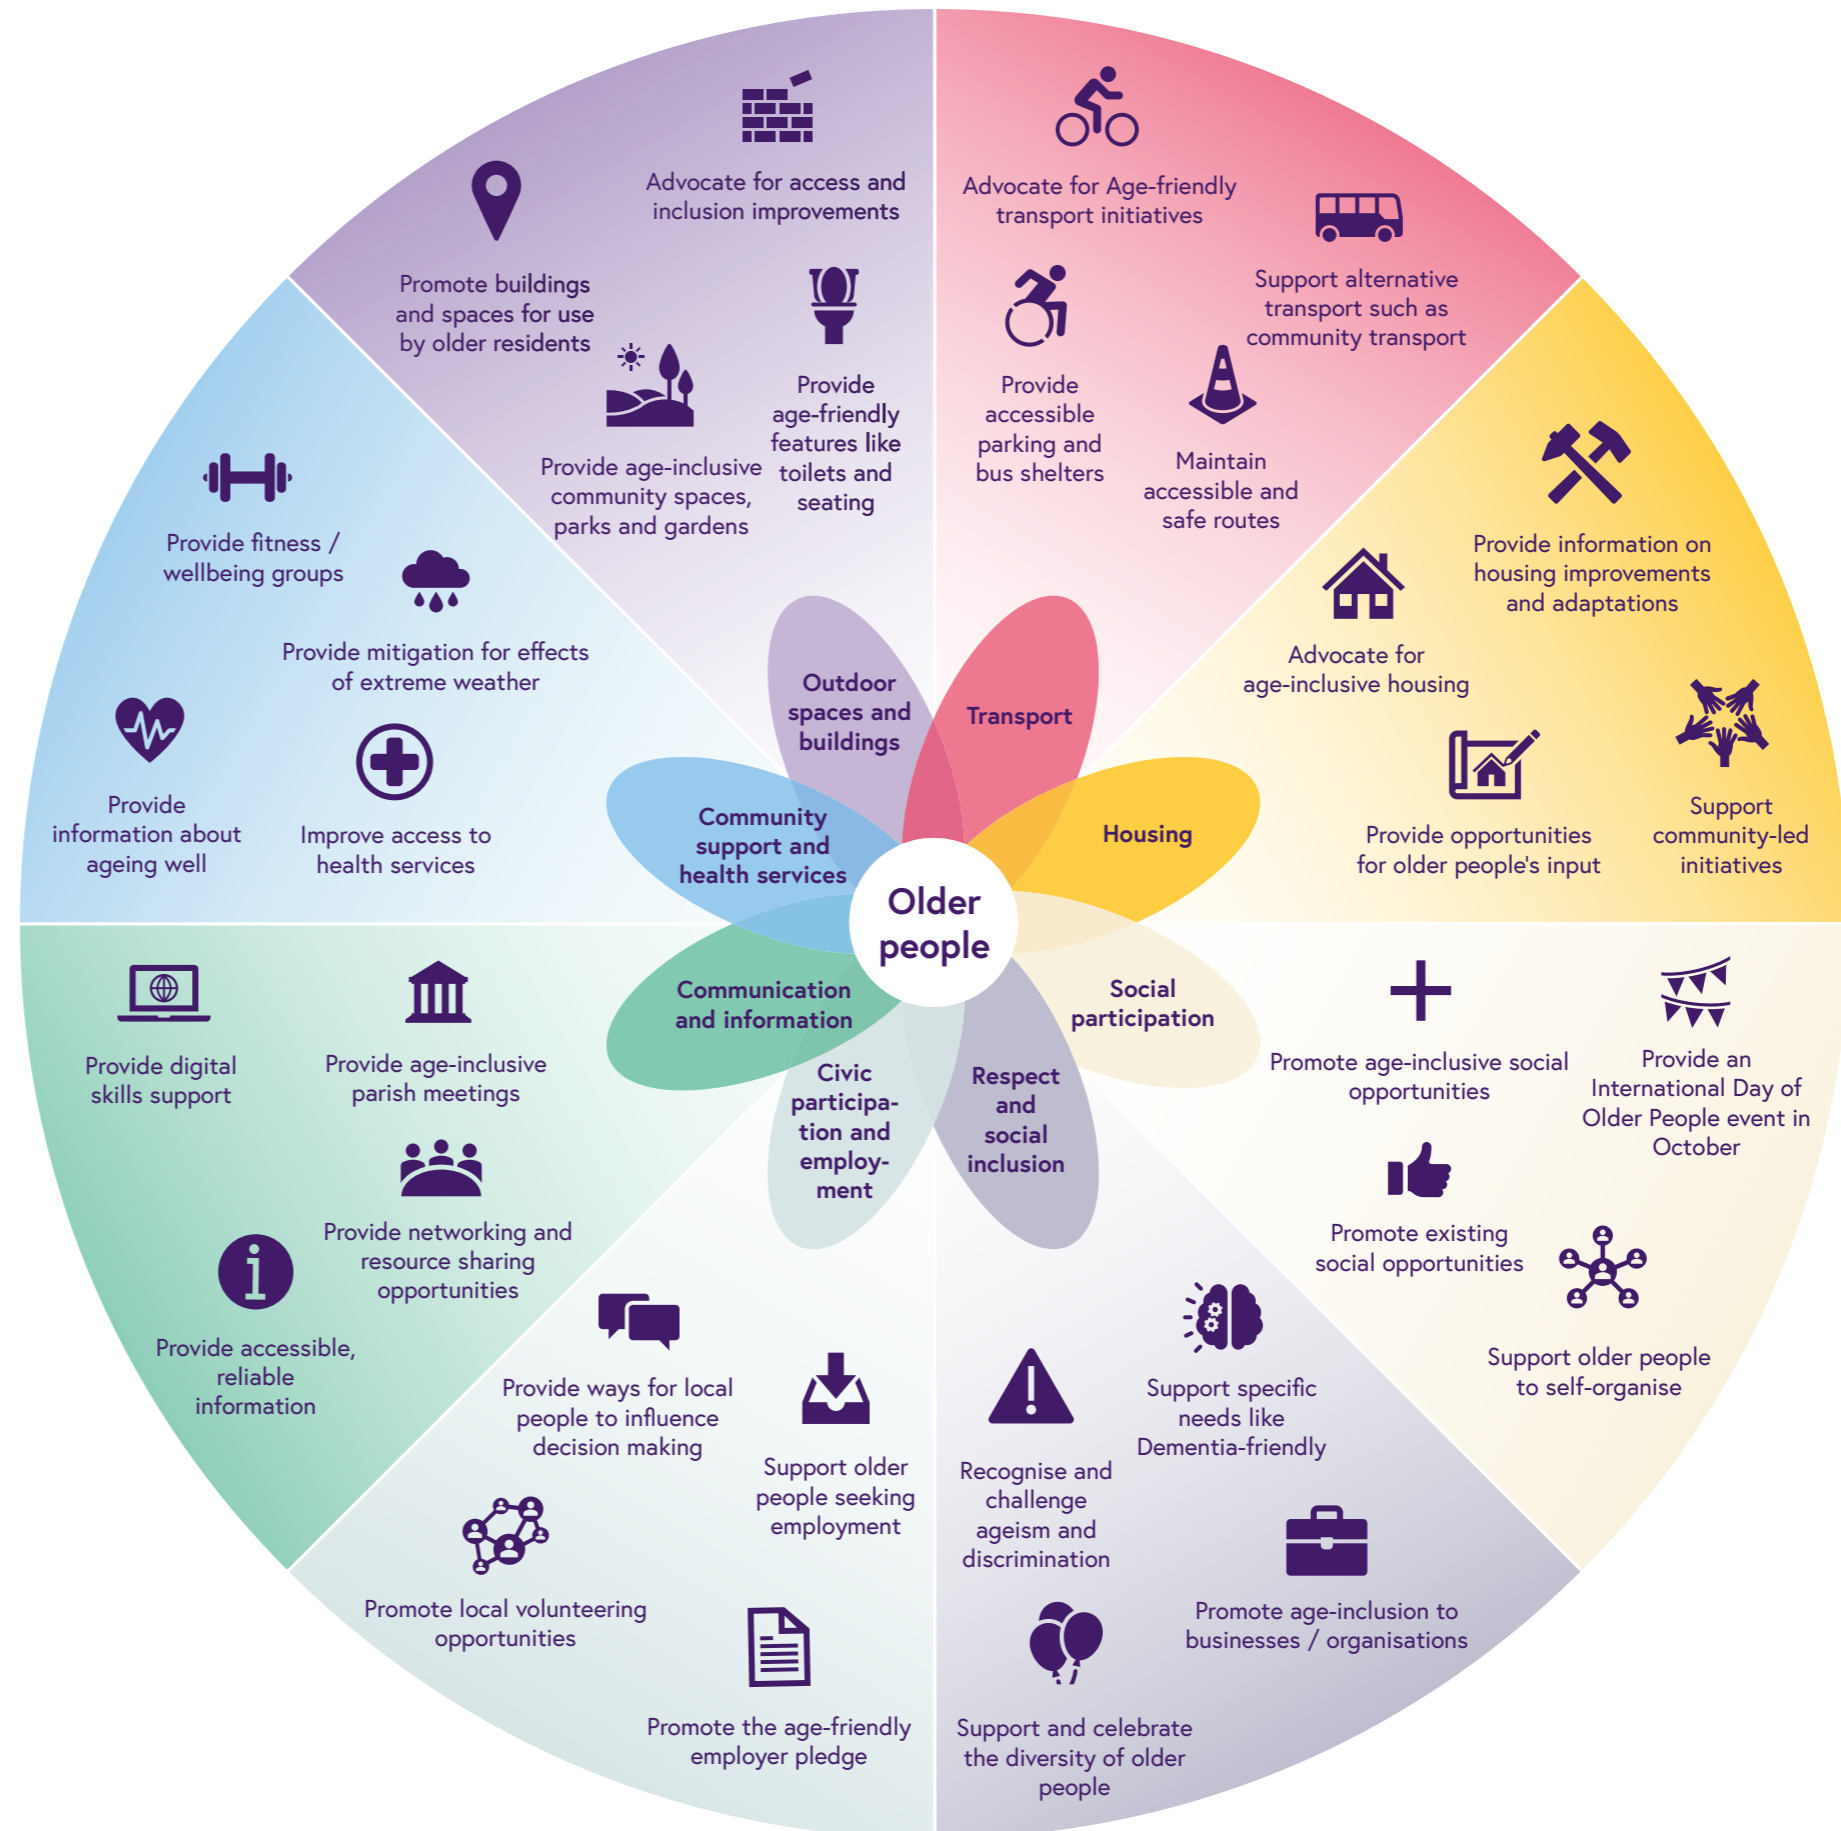 Advocate for access and
inclusion improvements
Promote buildings
and spaces for use
by older residents
Provide
age-friendly
features like
toilets and
seating
Provide age-inclusive
community spaces,
parks and gardens
Outdoor
spaces and
buildings
Advocate for Age-friendly
transport initiatives
Support alternative
transport such as
community transport
Provide
accessible
parking and
bus shelters
Maintain
accessible and
safe routes
Transport
Provide information on
housing improvements
and adaptations
Advocate for
age-inclusive housing
Provide opportunities
for older people's input
Support
community-led
initiatives
Housing
Promote age-inclusive social
opportunities
Provide an
International Day of
Older People event in
October
Promote existing
social opportunities
Support older people
to self-organise
Social
participation
Support specific
needs like
Dementia-friendly
Recognise and
challenge
ageism and
discrimination
Promote age-inclusion to
businesses / organisations
Support and celebrate
the diversity of older
people
Respect
and
social
inclusion
Provide ways for local
people to influence
decision making
Support older
people seeking
employment
Promote local volunteering
opportunities
Promote the age-friendly
employer pledge
Civic
participa-
tion and
employ-
ment
Provide digital
skills support
Provide age-inclusive
parish meetings
Provide networking and
resource sharing
opportunities
Provide accessible,
reliable
information
Communication
and information
Provide fitness /
wellbeing groups
Provide mitigation for effects
of extreme weather
Provide
information about
ageing well
Improve access to
health services
Community
support and
health services
Older
people